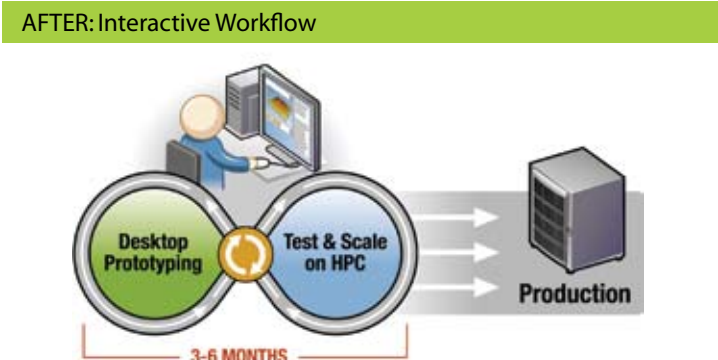 AFTER: Interactive Workflow
Desktop
Prototyping
Test & Scale
on HPC
Production
3-6 MONTHS